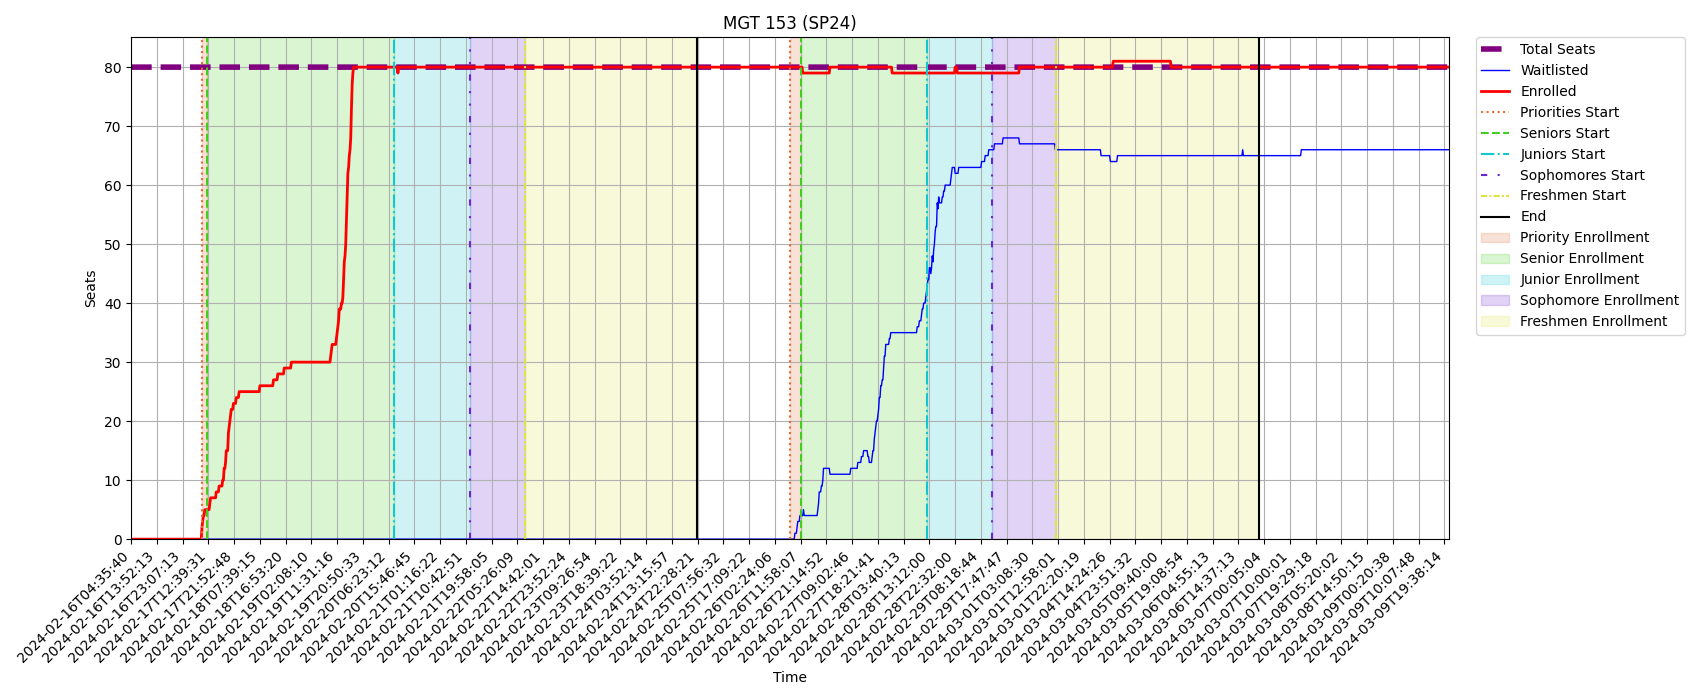 MGT 153 (SP24)
Seats
80
70
60
50
40
30
20
10
0
2024-02-16T04:35:40
2024-02-16T13:52:13
2024-02-16T23:07:13
2024-02-17T12:39:31
2024-02-17T21:52:48
2024-02-18T07:39:15
2024-02-18T16:53:20
2024-02-19T02:08:10
2024-02-19T11:31:16
2024-02-19T20:50:33
2024-02-20T06:23:12
2024-02-20T15:46:45
2024-02-21T01:16:22
2024-02-21T10:42:51
2024-02-21T19:58:05
2024-02-22T05:26:09
2024-02-22T14:42:01
2024-02-22T23:52:24
2024-02-23T09:26:54
2024-02-23T18:39:22
2024-02-24T03:52:14
2024-02-24T13:15:57
2024-02-24T22:28:21
2024-02-25T07:56:32
2024-02-25T17:09:22
2024-02-26T02:24:06
2024-02-26T11:58:07
2024-02-26T21:14:52
2024-02-27T09:02:46
2024-02-27T18:21:41
2024-02-28T03:40:13
2024-02-28T13:12:00
2024-02-28T22:32:00
2024-02-29T08:18:44
2024-02-29T17:47:47
2024-03-01T03:08:30
2024-03-01T12:58:01
2024-03-01T22:20:19
2024-03-04T14:24:26
2024-03-04T23:51:32
2024-03-05T09:40:00
2024-03-05T19:08:54
2024-03-06T04:55:13
2024-03-06T14:37:13
2024-03-07T00:05:04
2024-03-07T10:00:01
2024-03-07T19:29:18
2024-03-08T05:20:02
2024-03-08T14:50:15
2024-03-09T00:20:38
2024-03-09T10:07:48
2024-03-09T19:38:14
Time
Total Seats
Waitlisted
Enrolled
Priorities Start
Seniors Start
Juniors Start
Sophomores Start
Freshmen Start
End
Priority Enrollment
Senior Enrollment
Junior Enrollment
Sophomore Enrollment
Freshmen Enrollment